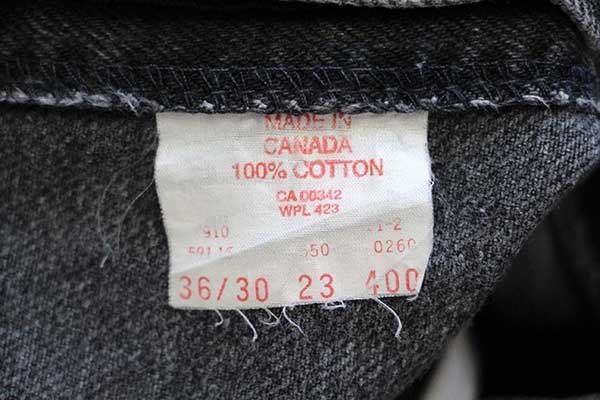 MADE IN
CANADA
100% COTTON
CA 00342
WPL 423
910
0260
36/30 23 400